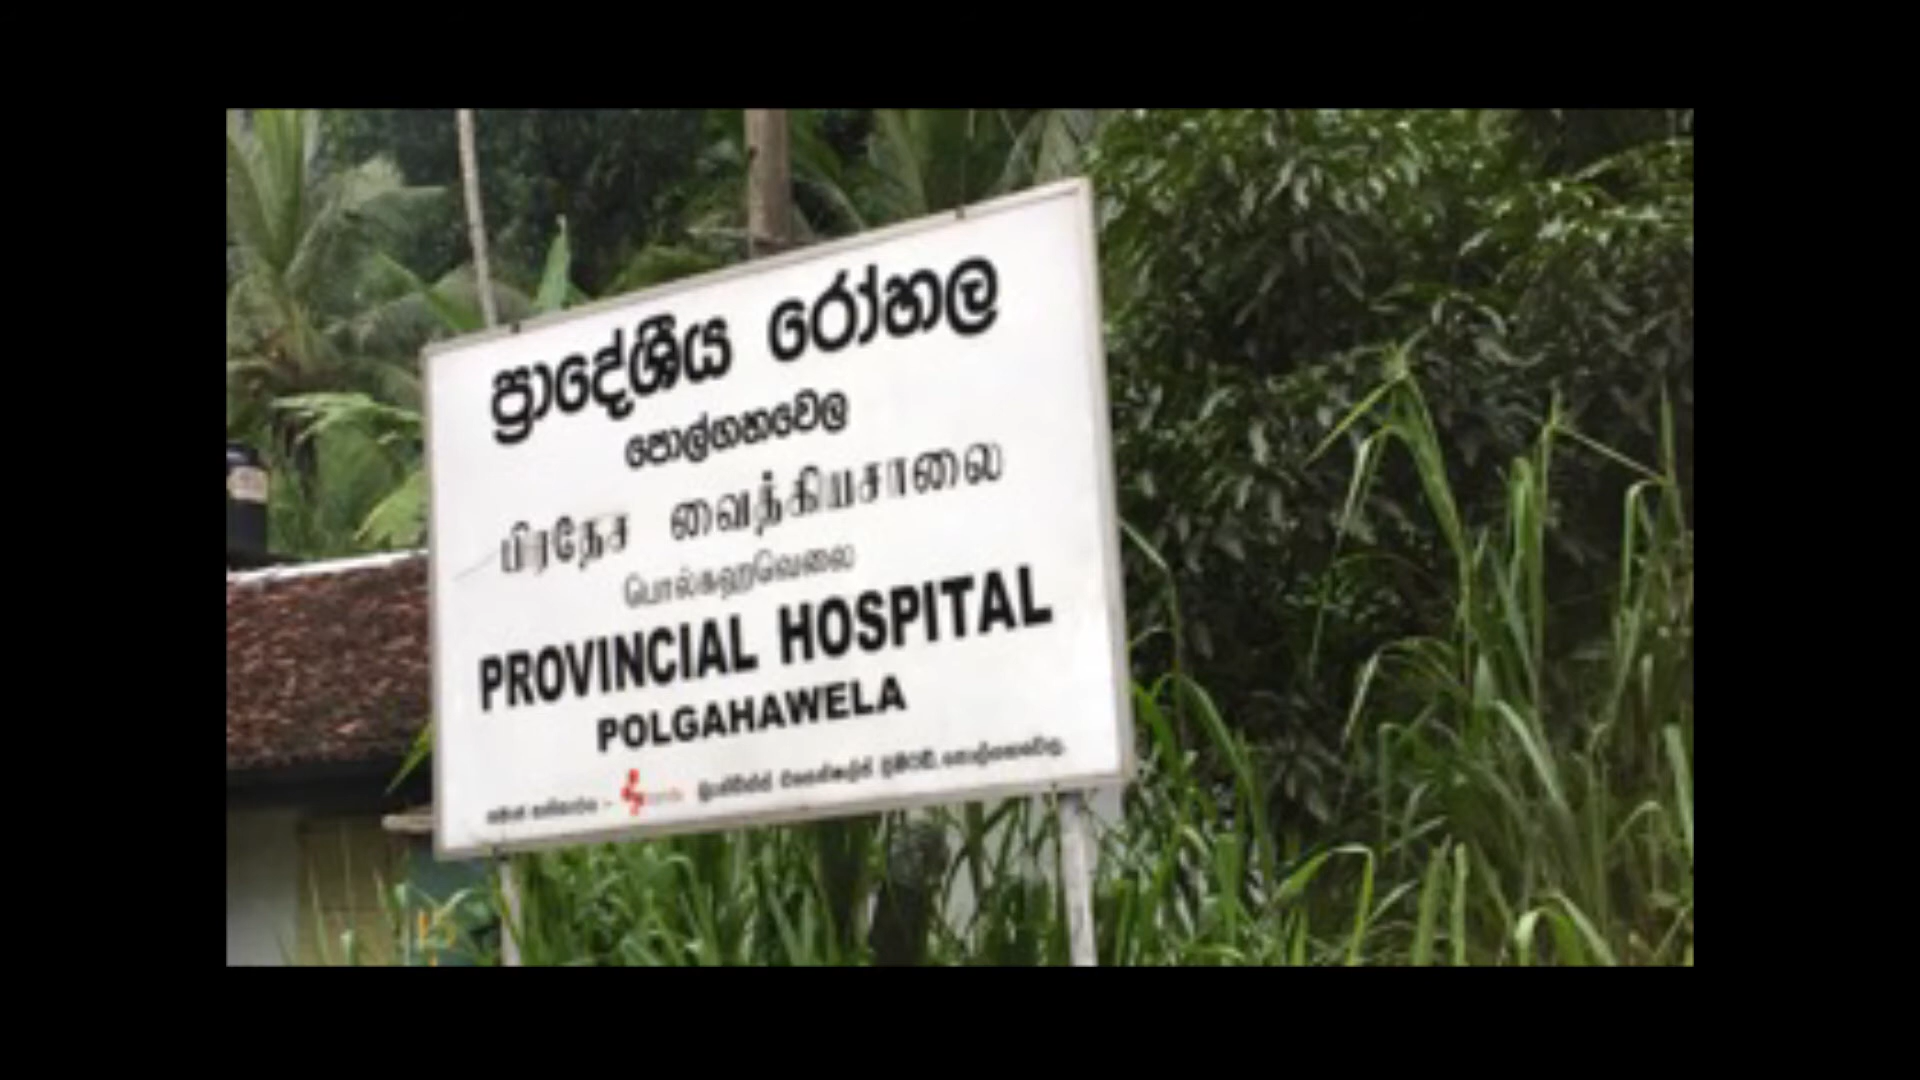 ප්‍රාදේශීය රෝහල
පොල්ගහවෙල
பிரதேச வைத்கியசாலை
பொல்கஹவெலை
PROVINCIAL HOSPITAL
POLGAHAWELA